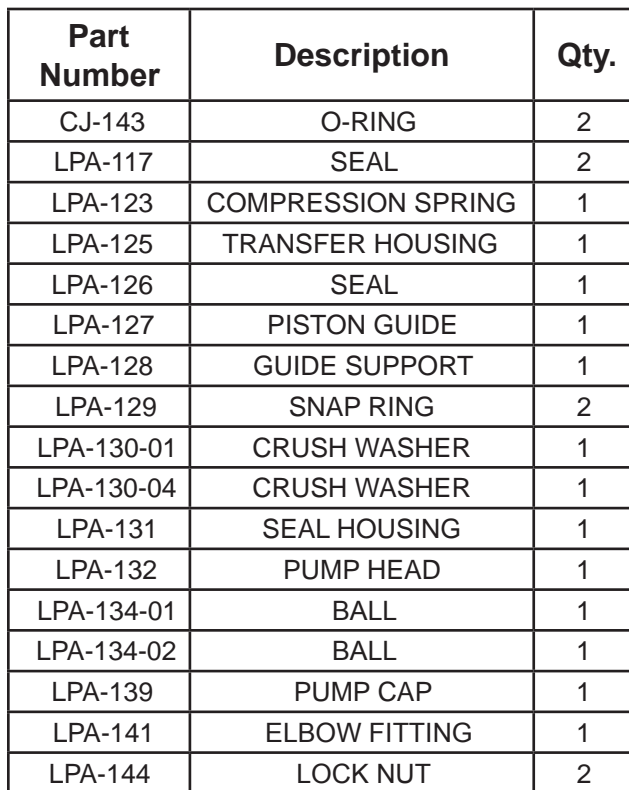 Part Number Description Qty.
CJ-143 O-RING 2
LPA-117 SEAL 2
LPA-123 COMPRESSION SPRING 1
LPA-125 TRANSFER HOUSING 1
LPA-126 SEAL 1
LPA-127 PISTON GUIDE 1
LPA-128 GUIDE SUPPORT 1
LPA-129 SNAP RING 2
LPA-130-01 CRUSH WASHER 1
LPA-130-04 CRUSH WASHER 1
LPA-131 SEAL HOUSING 1
LPA-132 PUMP HEAD 1
LPA-134-01 BALL 1
LPA-134-02 BALL 1
LPA-139 PUMP CAP 1
LPA-141 ELBOW FITTING 1
LPA-144 LOCK NUT 2